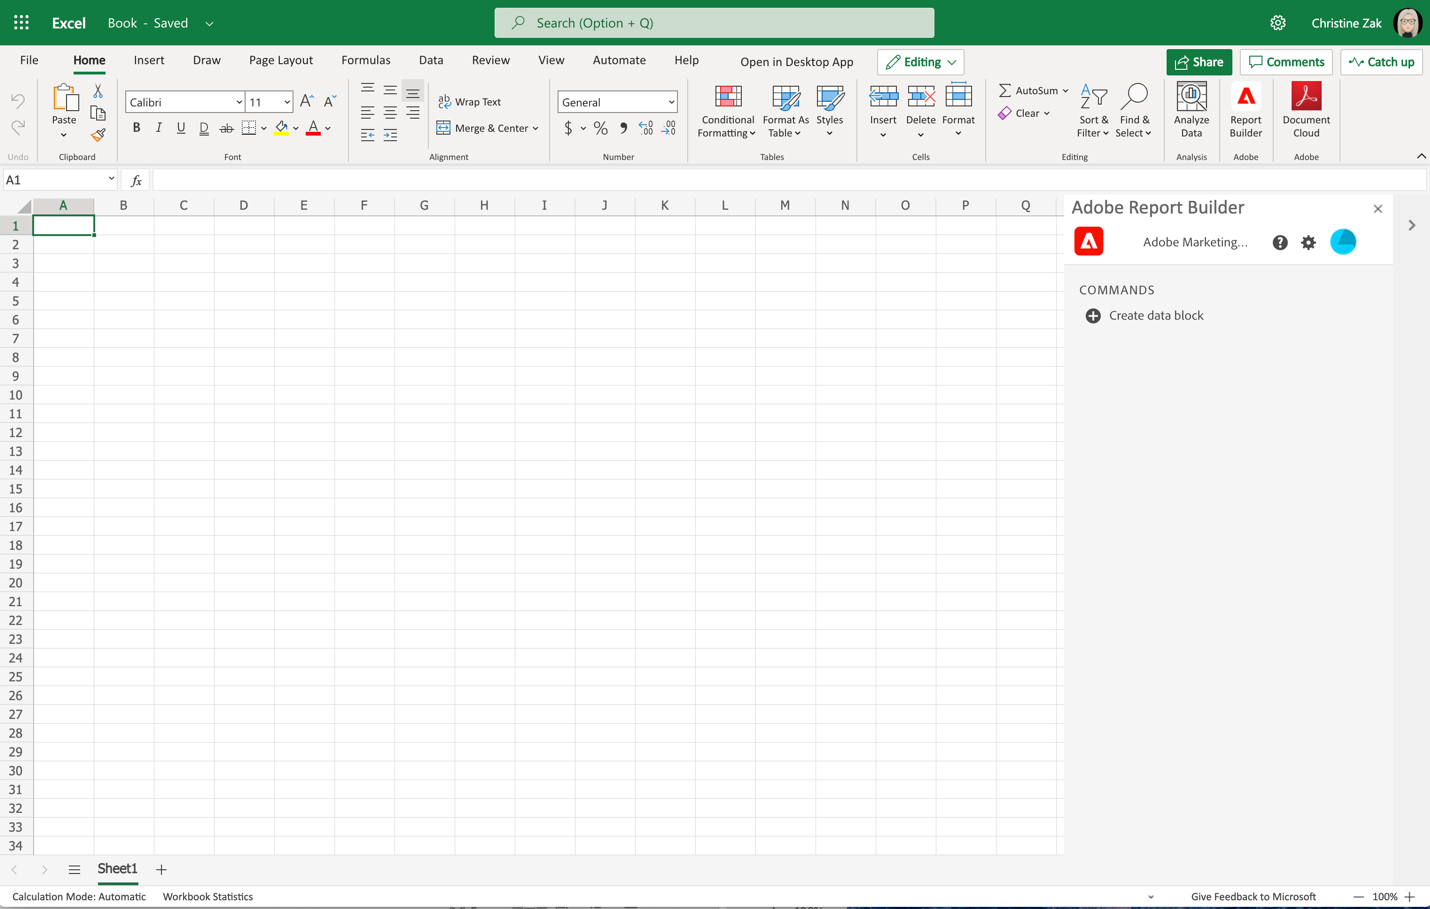 Excel Book - Saved Search (Option + Q) Christine Zak
File Home Insert Draw Page Layout Formulas Data Review View Automate Help Open in Desktop App Editing Share Comments Catch up
Calibri 11 A A ab Wrap Text General AutoSum
Paste B I U D ab A Merge & Center $ % 9 .00 .00 Conditional Formatting Format As Table Styles Insert Delete Format Clear Sort & Filter Find & Select Analyze Data Report Builder Document Cloud
Undo Clipboard Font Alignment Number Tables Cells Editing Analysis Adobe Adobe
A1 fx
A B C D E F G H I J K L M N O P Q
Adobe Report Builder
Adobe Marketing...
COMMANDS
Create data block
1
2
3
4
5
6
7
8
9
10
11
12
13
14
15
16
17
18
19
20
21
22
23
24
25
26
27
28
29
30
31
32
33
34
Sheet1
Calculation Mode: Automatic Workbook Statistics Give Feedback to Microsoft 100%